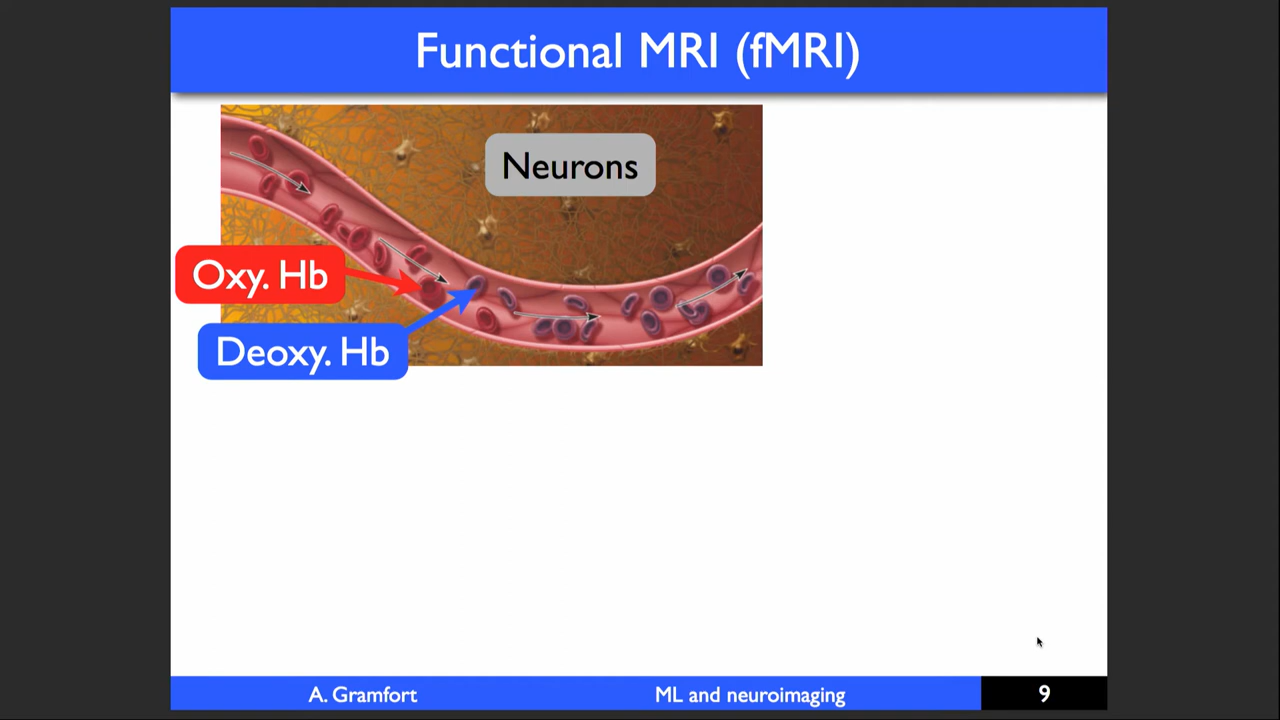 Functional MRI (fMRI)
Neurons
Oxy. Hb
Deoxy. Hb
A. Gramfort
ML and neuroimaging
9